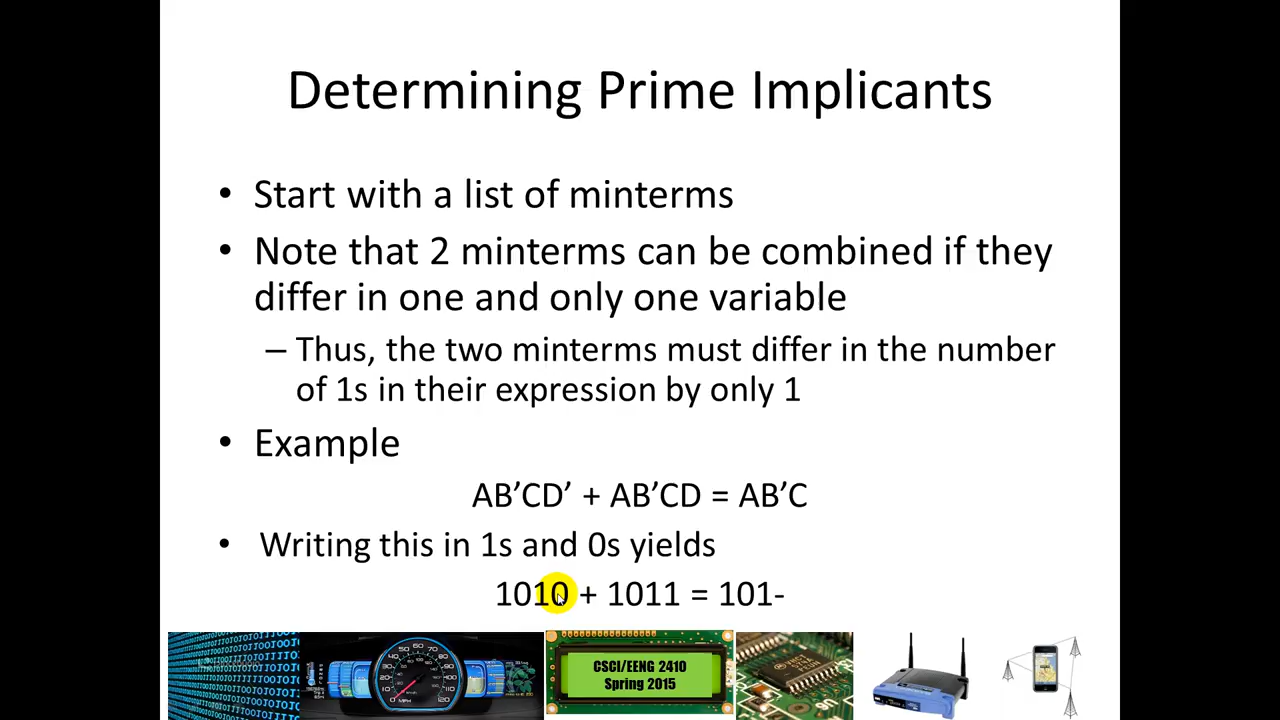 Determining Prime Implicants
• Start with a list of minterms
• Note that 2 minterms can be combined if they
differ in one and only one variable
– Thus, the two minterms must differ in the number
of 1s in their expression by only 1
• Example
AB’CD’ + AB’CD = AB’C
• Writing this in 1s and 0s yields
1010 + 1011 = 101-
CSCI/EENG 2410
Spring 2015